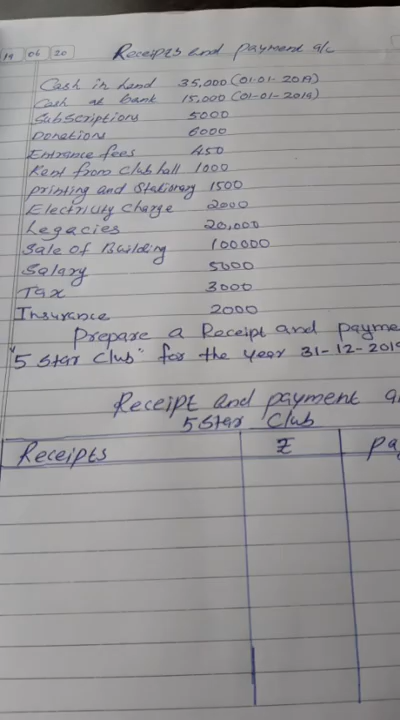 19 06 20
Receipts and payment a/c
Cash in hand 35,000 (01-01-2019)
Cash at bank 15,000 (01-01-2019)
Subscriptions 5000
Donations 6000
Entrance fees 450
Rent from Club hall 1000
printing and Stationary 1500
Electricity Charge 2000
Legacies 20,000
Sale of Building 100000
Salary 5000
Tax 3000
Insurance 2000
Prepare a Receipt and payme
"5 Star Club" for the year 31-12-2019
Receipt and payment a
5 Star Club
Receipts ₹ pa